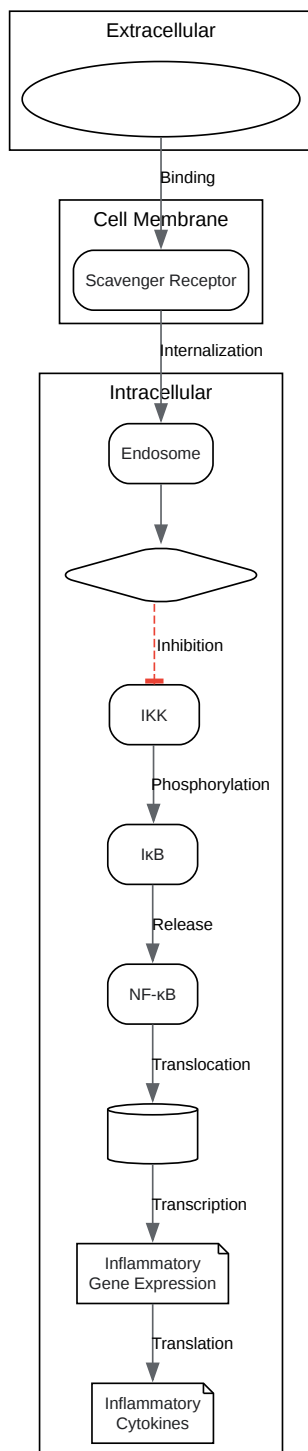 Extracellular
Binding
Cell Membrane
Scavenger Receptor
Internalization
Intracellular
Endosome
Inhibition
IKK
Phosphorylation
IκB
Release
NF-κB
Translocation
Transcription
Inflammatory
Gene Expression
Translation
Inflammatory
Cytokines